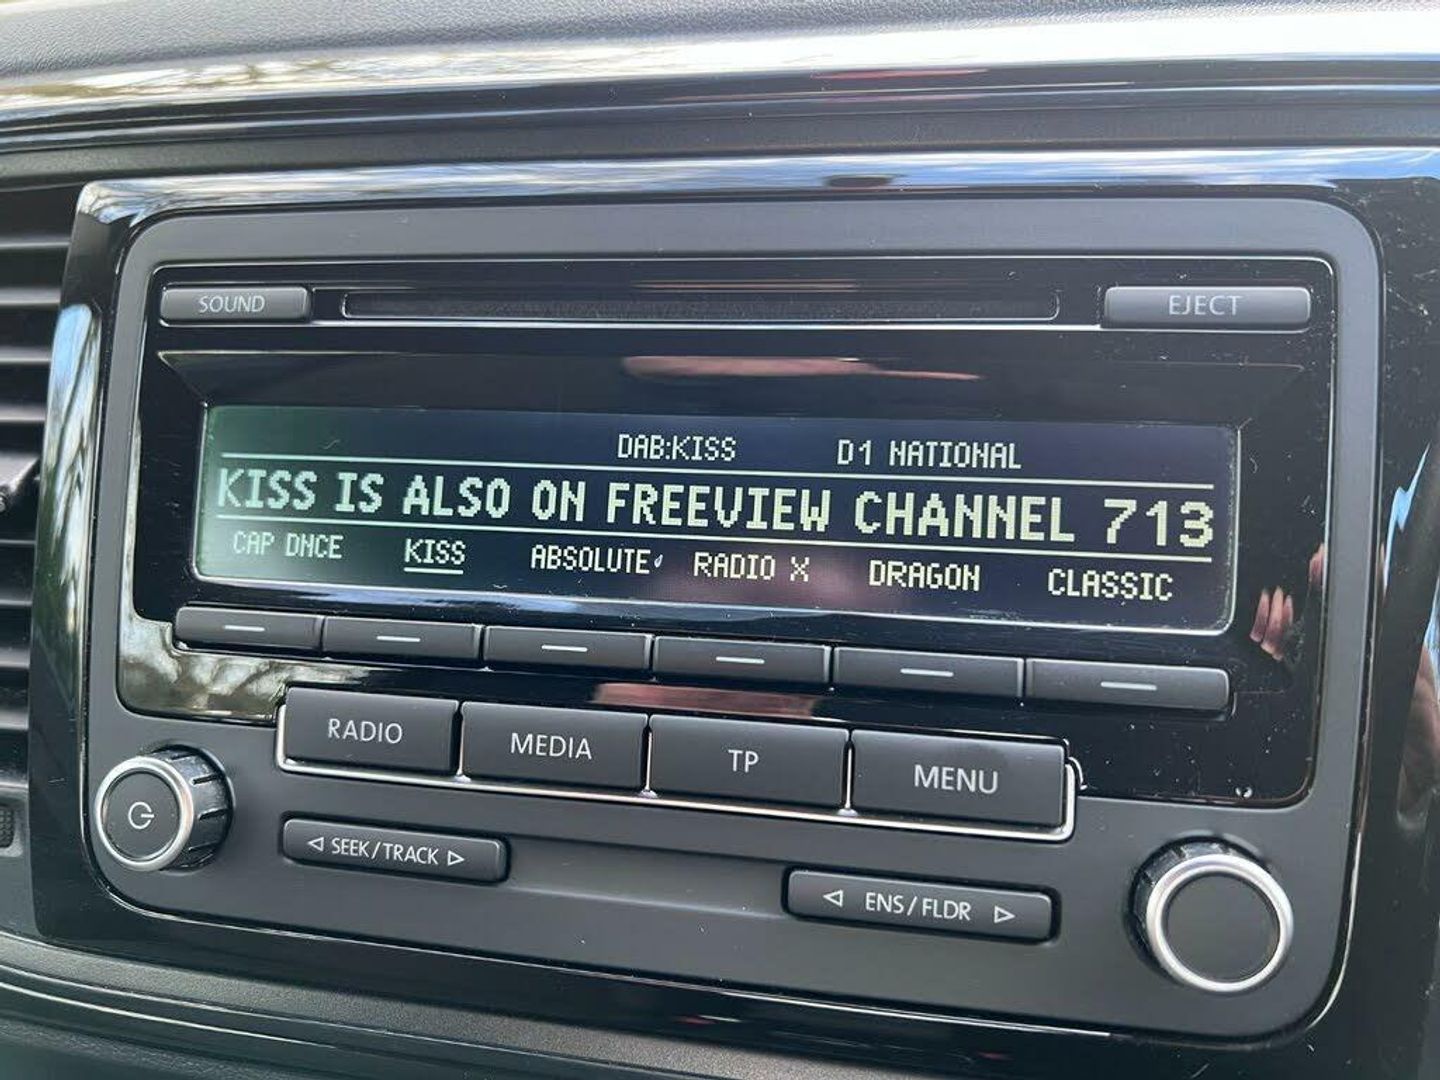 SOUND
EJECT
DAB:KISS D1 NATIONAL
KISS IS ALSO ON FREEVIEW CHANNEL 713
CAP DNCE KISS ABSOLUTE RADIO X DRAGON CLASSIC
RADIO MEDIA TP MENU
SEEK / TRACK
ENS / FLDR